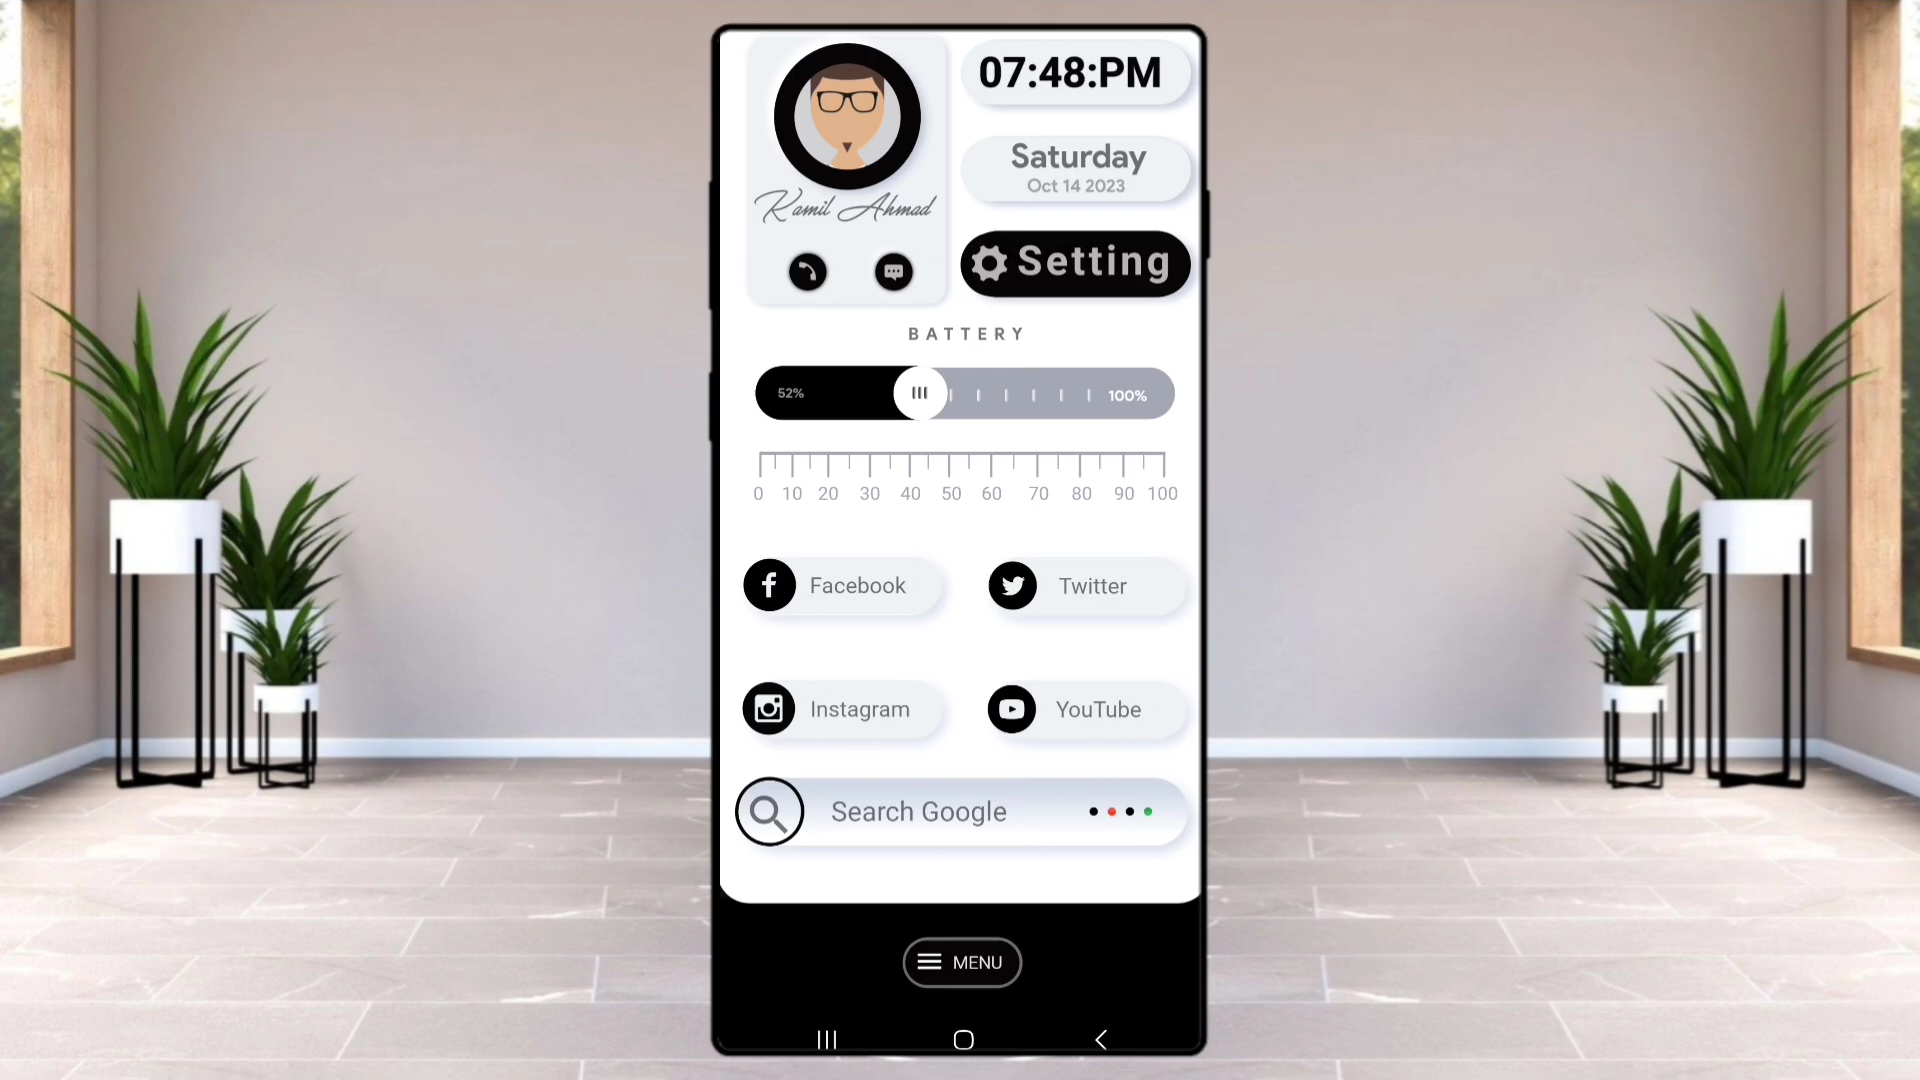 07:48:PM
Saturday
Oct 14 2023
Kamil Ahmad
Setting
BATTERY
52%
100%
0 10 20 30 40 50 60 70 80 90 100
Facebook
Twitter
Instagram
YouTube
Search Google
MENU